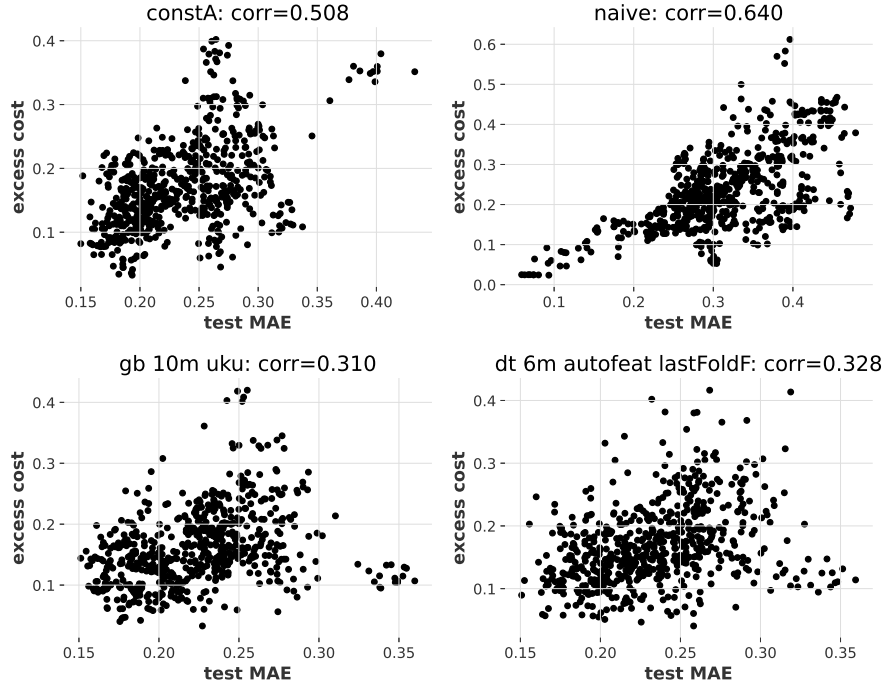 constA: corr=0.508
0.4
0.3
0.2
0.1
excess cost
0.15 0.20 0.25 0.30 0.35 0.40
test MAE
naive: corr=0.640
0.6
0.5
0.4
0.3
0.2
0.1
0.0
excess cost
0.1 0.2 0.3 0.4
test MAE
gb 10m uku: corr=0.310
0.4
0.3
0.2
0.1
excess cost
0.15 0.20 0.25 0.30 0.35
test MAE
dt 6m autofeat lastFoldF: corr=0.328
0.4
0.3
0.2
0.1
excess cost
0.15 0.20 0.25 0.30 0.35
test MAE